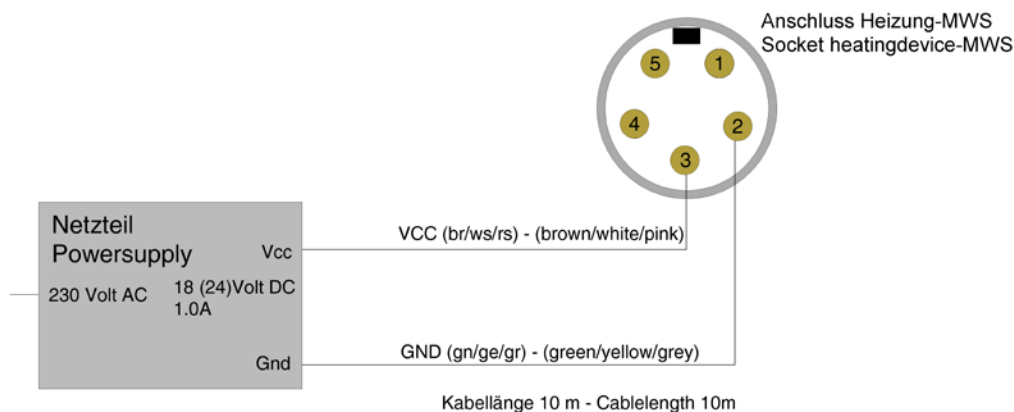 Anschluss Heizung-MWS
Socket heatingdevice-MWS
5
1
4
2
3
Netzteil
Powersupply
Vcc
VCC (br/ws/rs) - (brown/white/pink)
230 Volt AC
18 (24)Volt DC
1.0A
Gnd
GND (gn/ge/gr) - (green/yellow/grey)
Kabellänge 10 m - Cablelength 10m